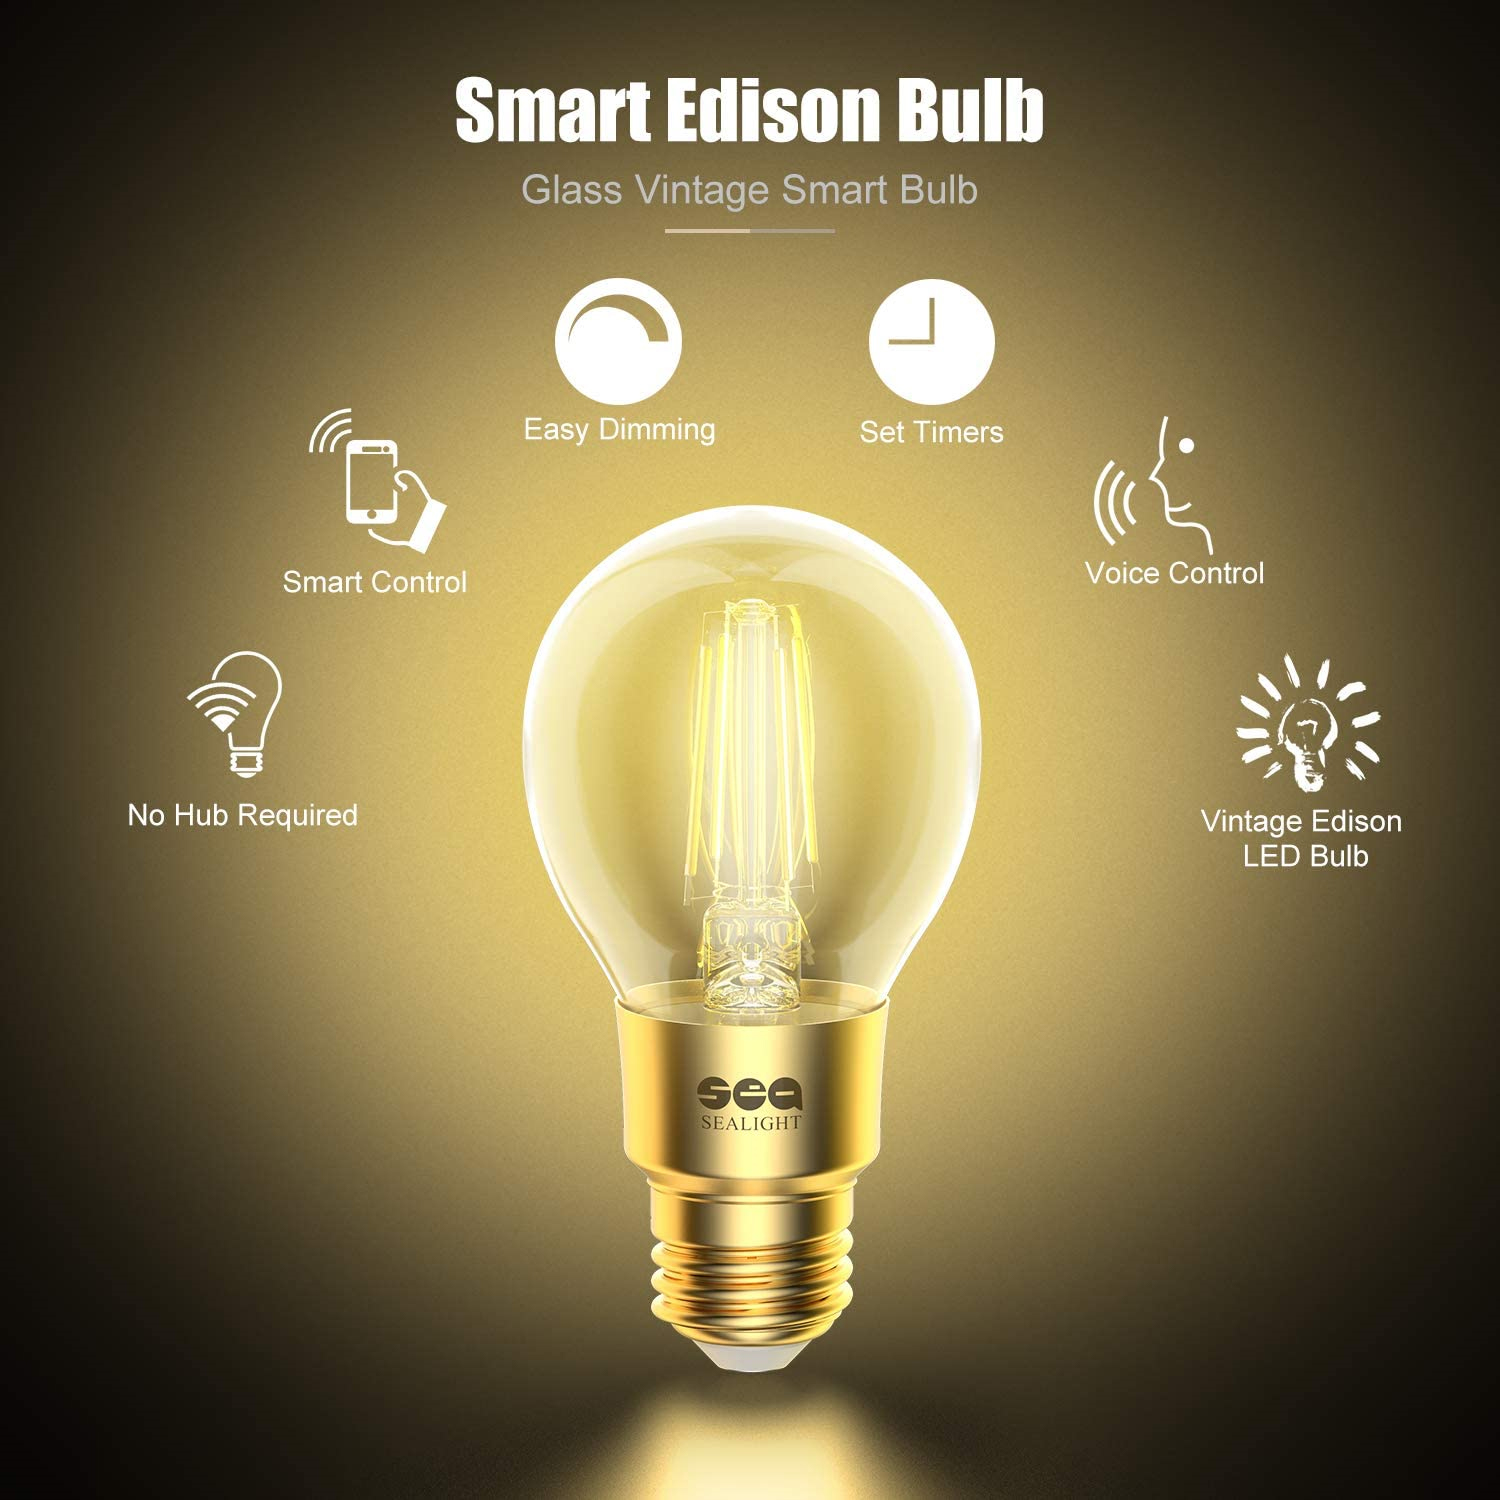 Smart Edison Bulb
Glass Vintage Smart Bulb
Easy Dimming
Set Timers
Smart Control
Voice Control
No Hub Required
Vintage Edison
LED Bulb
sea
SEALIGHT